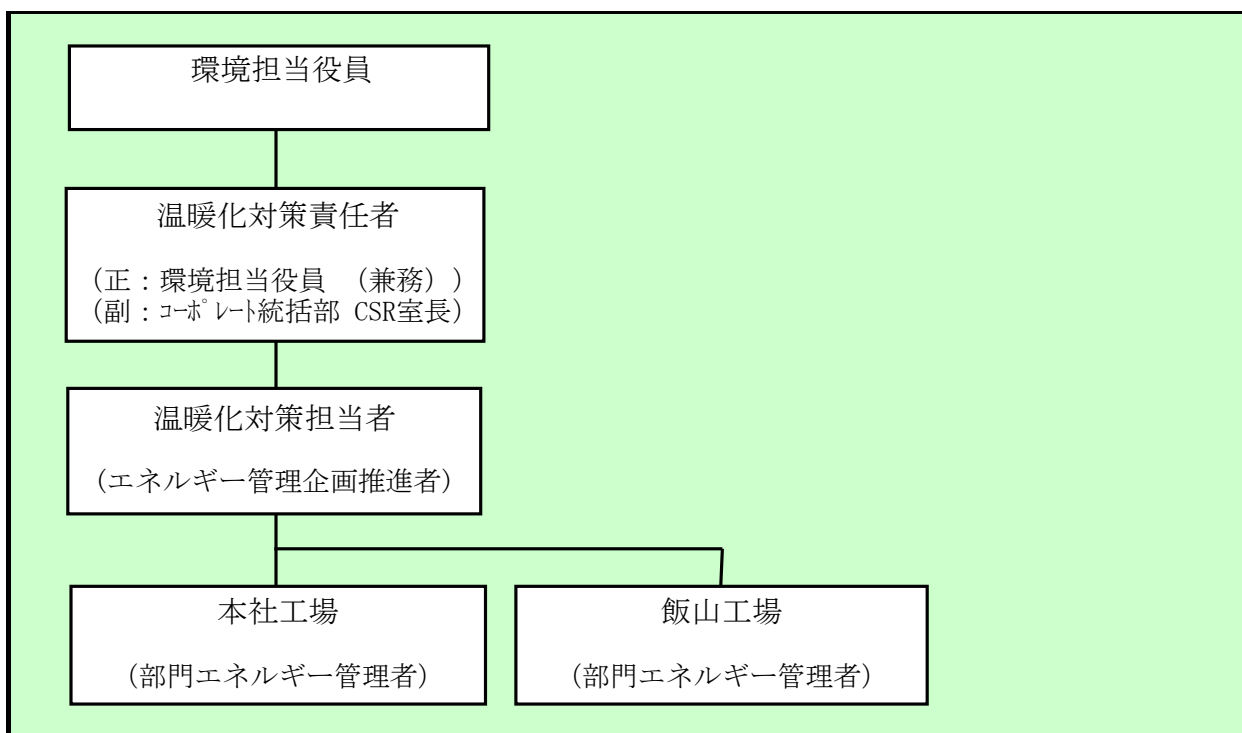 環境担当役員
温暖化対策責任者
(正：環境担当役員 （兼務）)
(副：ｺｰﾎﾟﾚｰﾄ統括部 CSR室長)
温暖化対策担当者
(エネルギー管理企画推進者)
本社工場
(部門エネルギー管理者)
飯山工場
(部門エネルギー管理者)